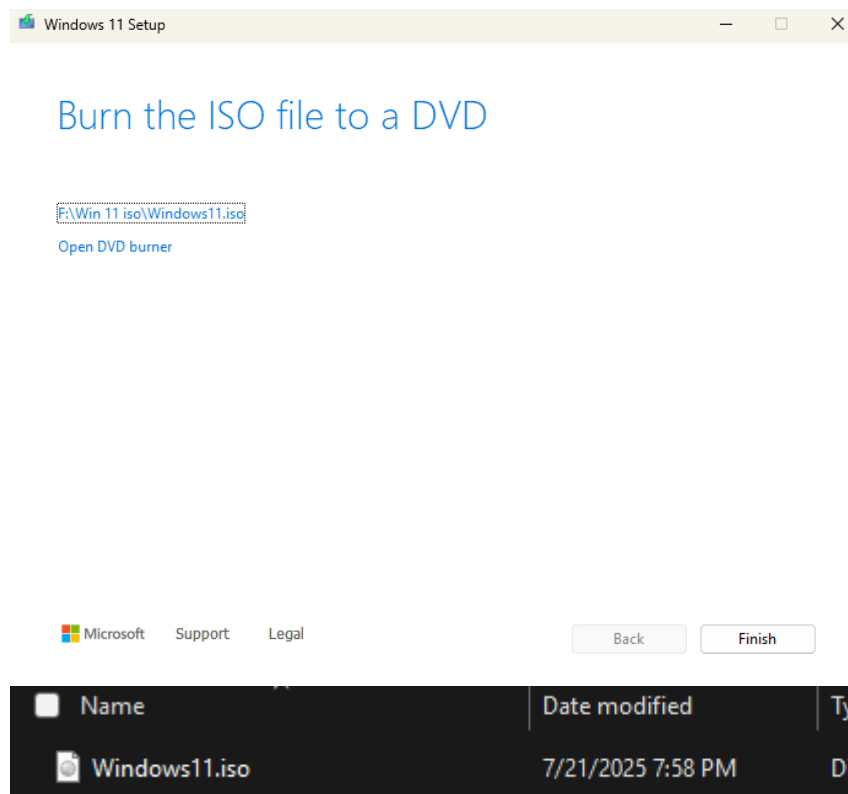 Windows 11 Setup
Burn the ISO file to a DVD
F:\Win 11 iso\Windows11.iso
Open DVD burner
Microsoft Support Legal Back Finish
Name Date modified
Windows11.iso 7/21/2025 7:58 PM